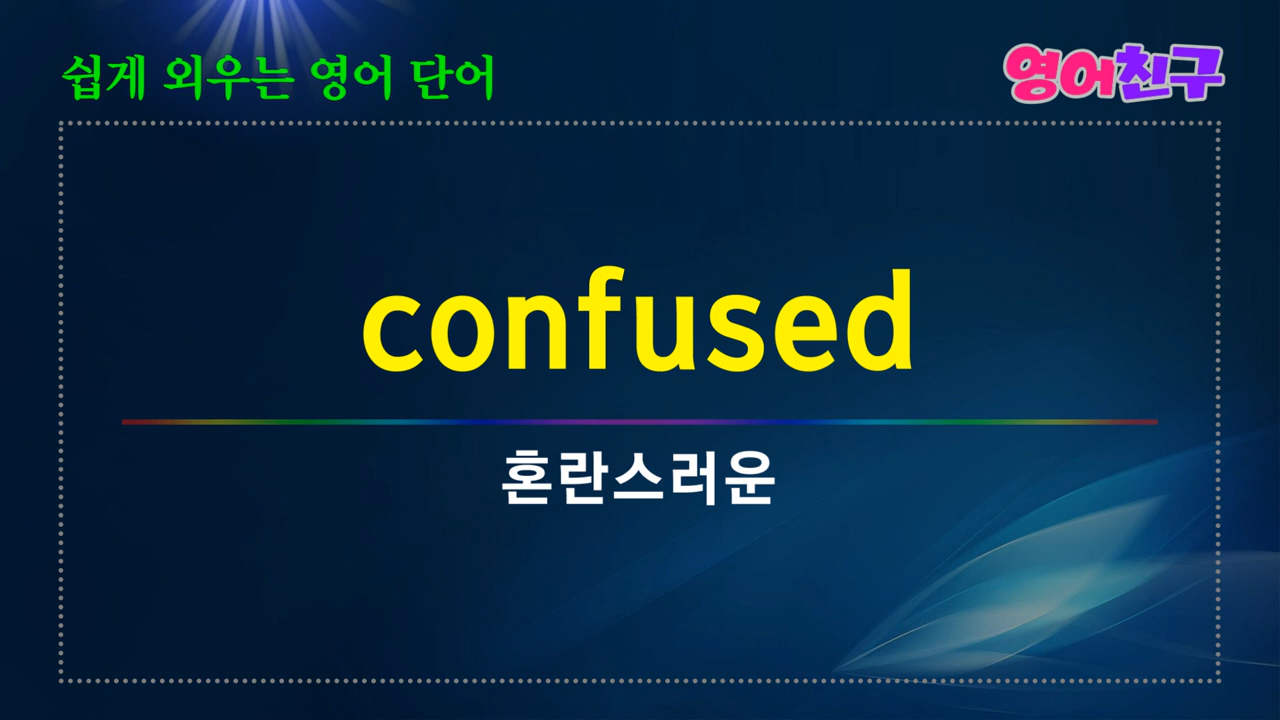 쉽게 외우는 영어 단어
영어친구
confused
혼란스러운